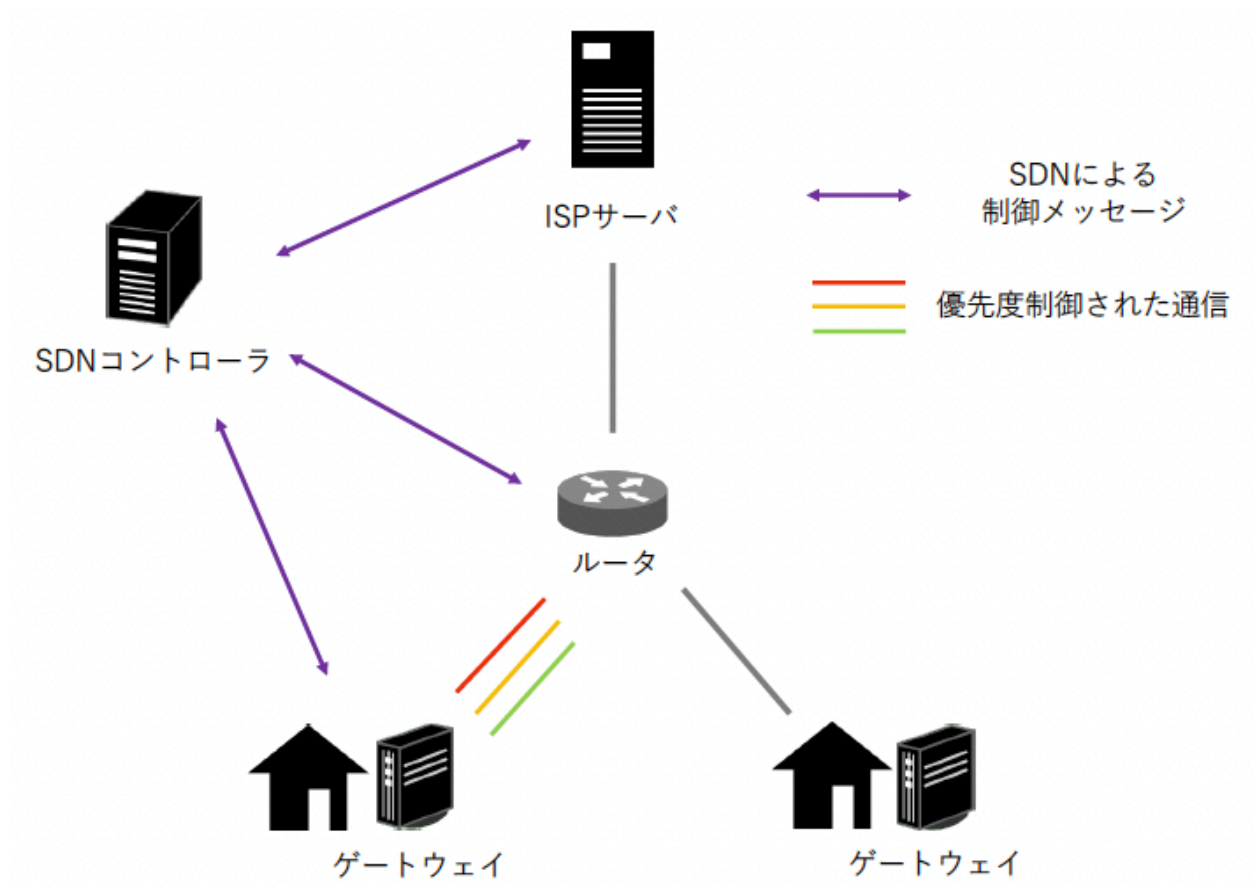 ISPサーバ
SDNによる
制御メッセージ
優先度制御された通信
SDNコントローラ
ルータ
ゲートウェイ
ゲートウェイ